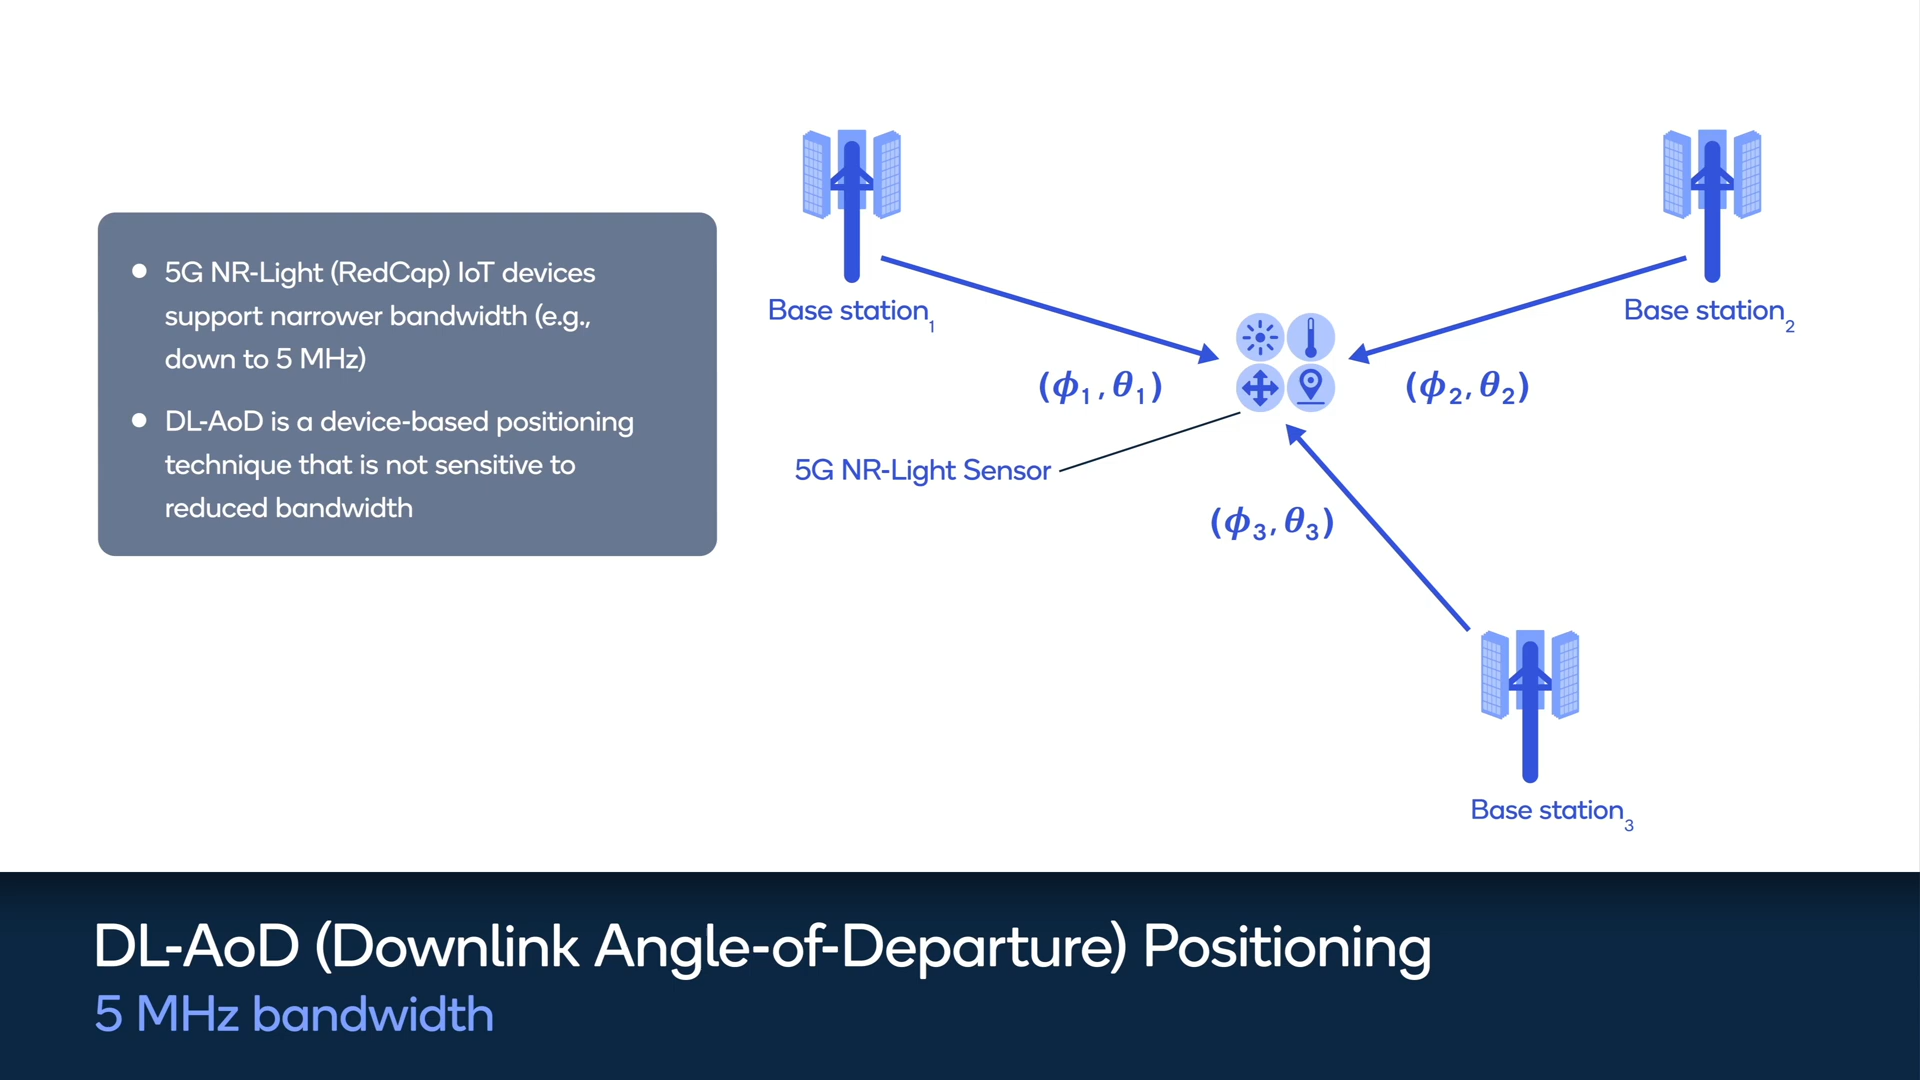 5G NR-Light (RedCap) IoT devices
support narrower bandwidth (e.g.,
down to 5 MHz)
DL-AoD is a device-based positioning
technique that is not sensitive to
reduced bandwidth
Base station₁
Base station₂
(ϕ₁, θ₁)
(ϕ₂, θ₂)
5G NR-Light Sensor
(ϕ₃, θ₃)
Base station₃
DL-AoD (Downlink Angle-of-Departure) Positioning
5 MHz bandwidth